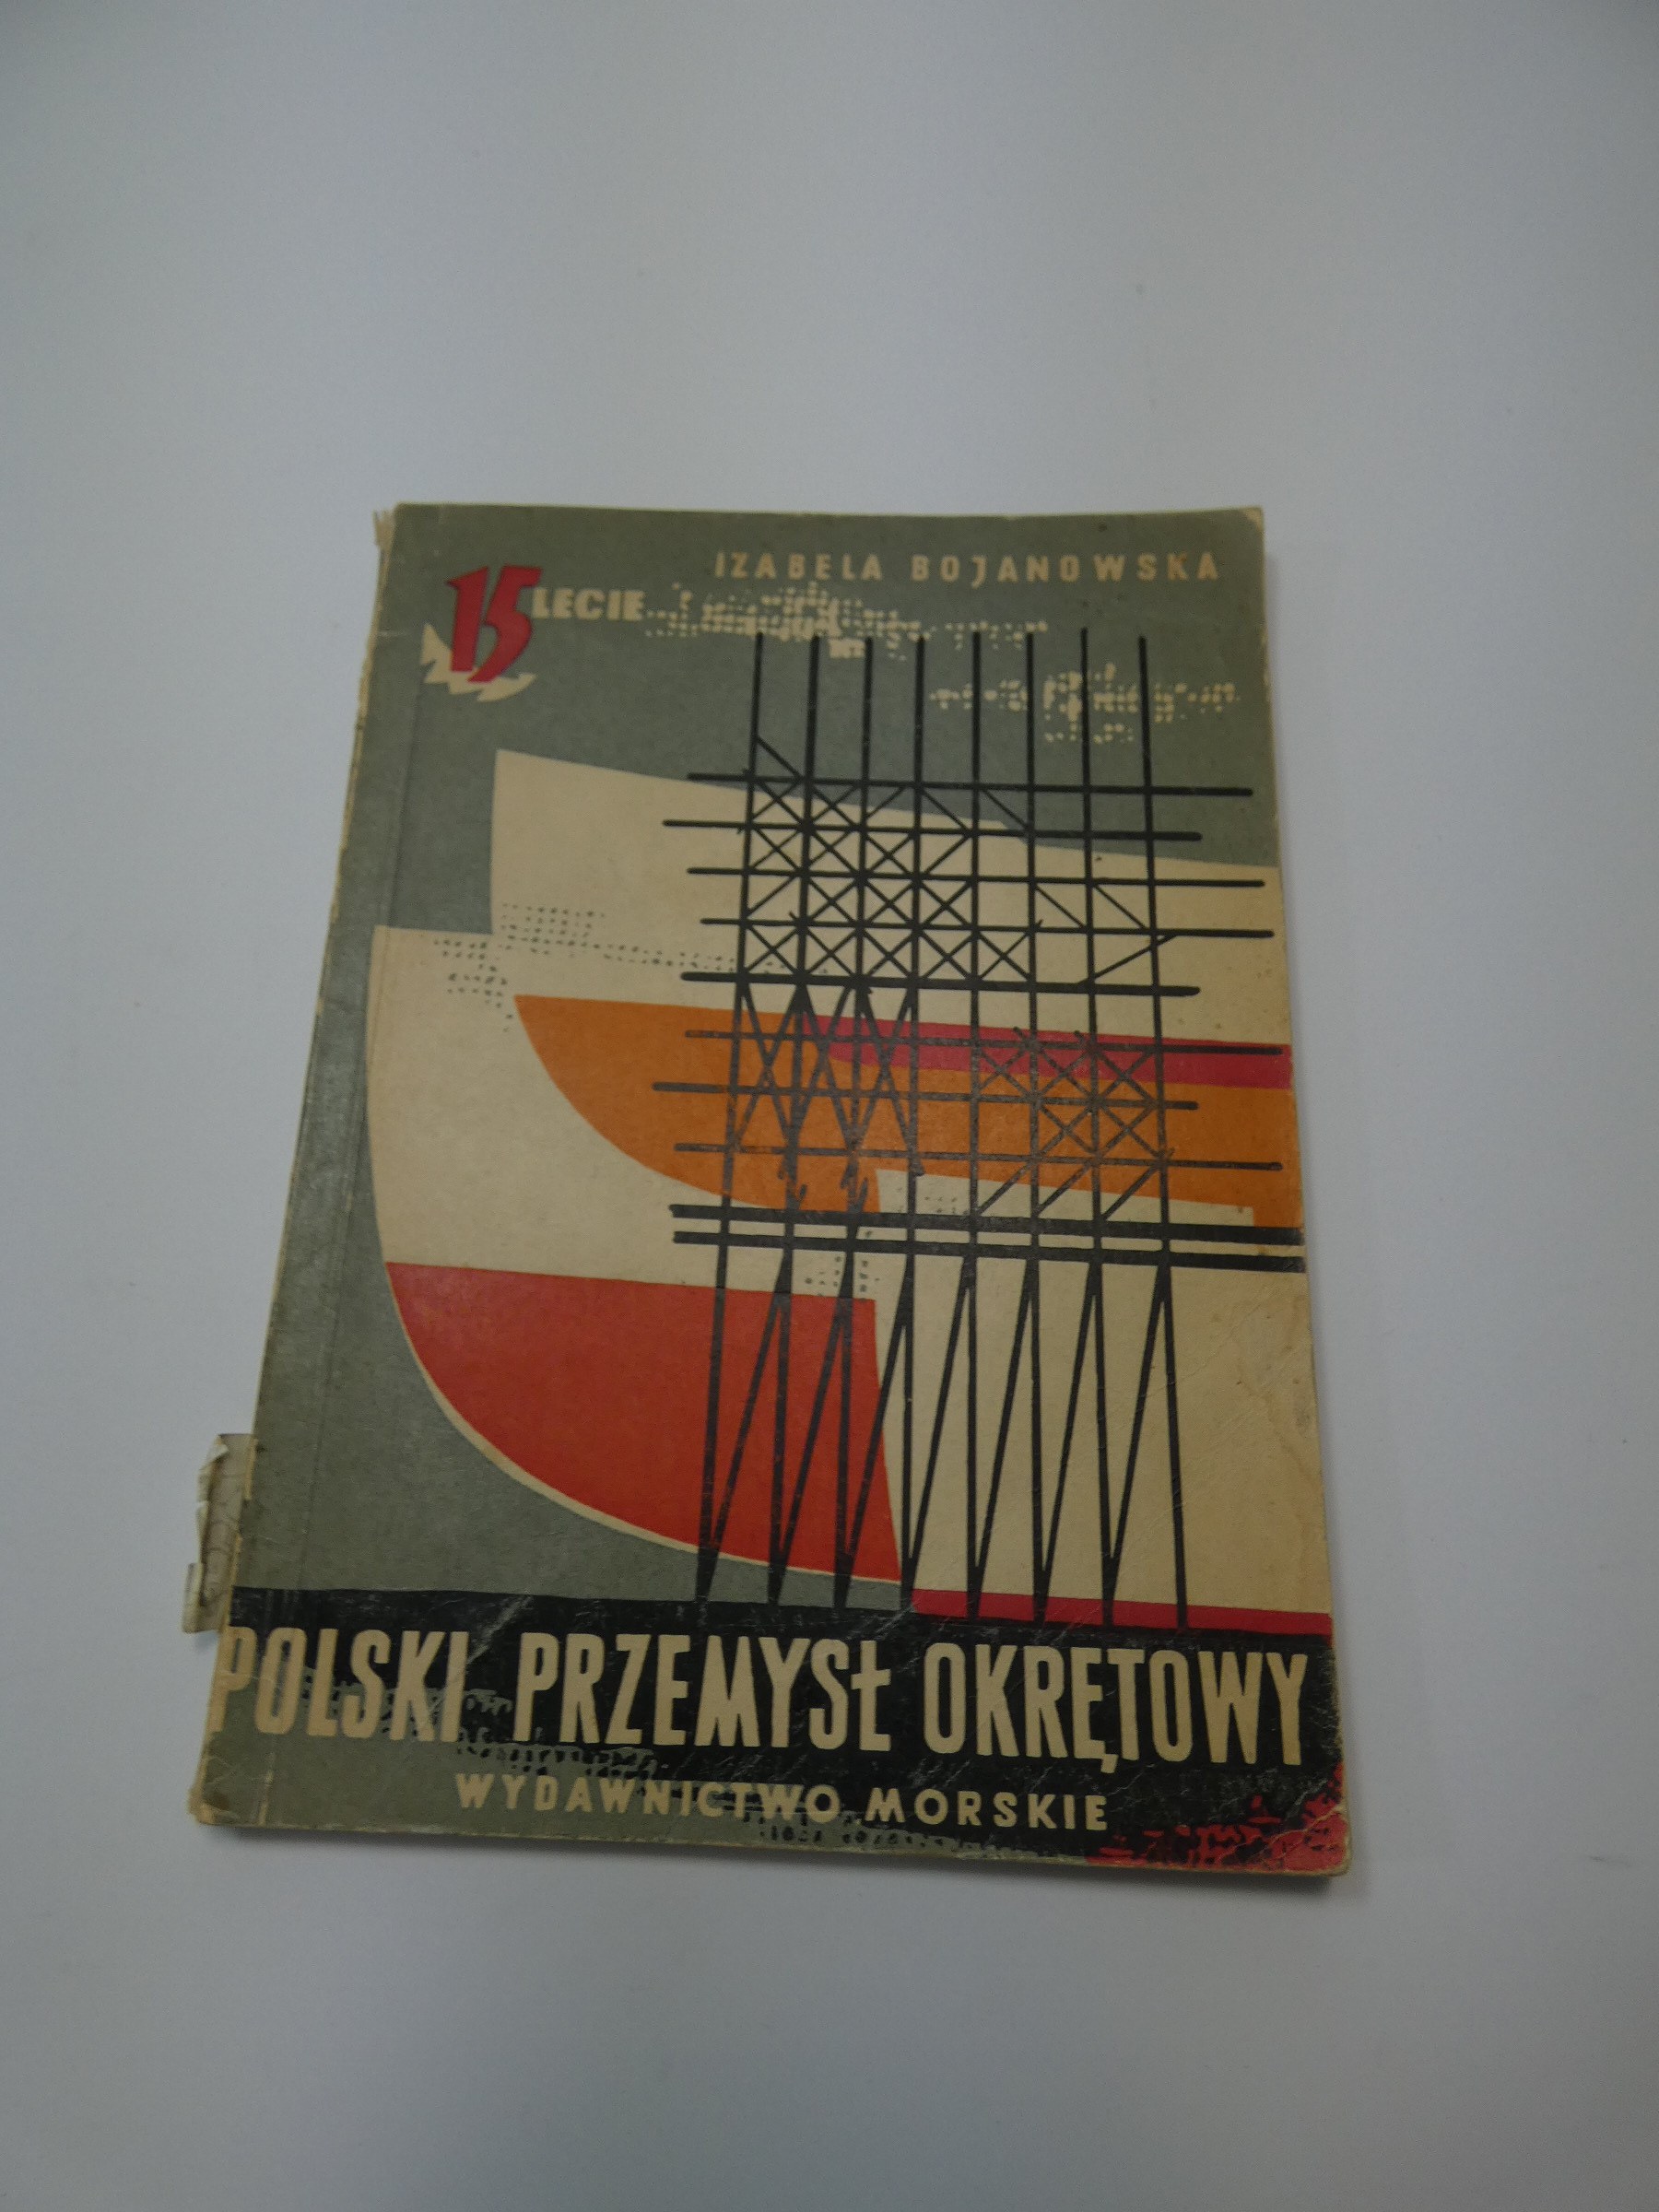 IZABELA BOJANOWSKA
15 LECIE
POLSKI PRZEMYSŁ OKRĘTOWY
WYDAWNICTWO MORSKIE